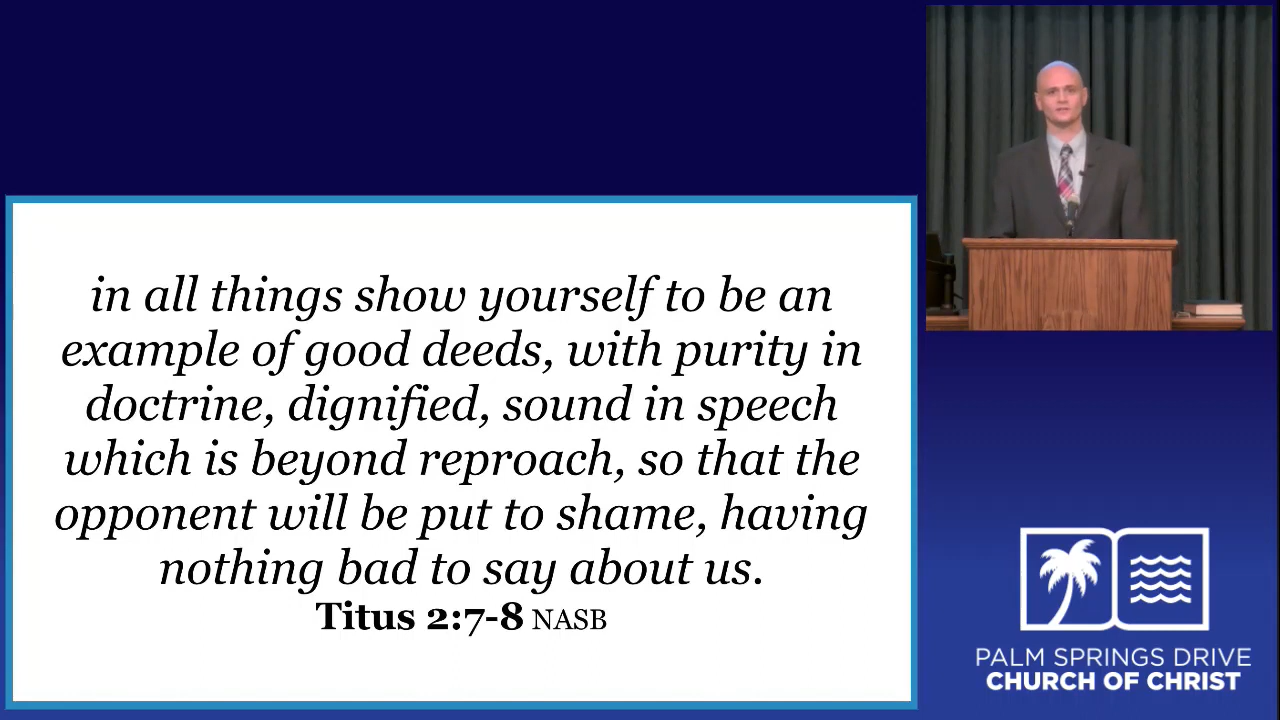 in all things show yourself to be an
example of good deeds, with purity in
doctrine, dignified, sound in speech
which is beyond reproach, so that the
opponent will be put to shame, having
nothing bad to say about us.
Titus 2:7-8 NASB
PALM SPRINGS DRIVE
CHURCH OF CHRIST